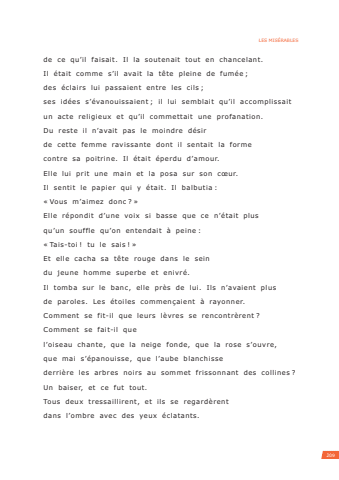 LES MISÉRABLES
de ce qu’il faisait. Il la soutenait tout en chancelant.
Il était comme s’il avait la tête pleine de fumée ;
des éclairs lui passaient entre les cils ;
ses idées s’évanouissaient ; il lui semblait qu’il accomplissait
un acte religieux et qu’il commettait une profanation.
Du reste il n’avait pas le moindre désir
de cette femme ravissante dont il sentait la forme
contre sa poitrine. Il était éperdu d’amour.
Elle lui prit une main et la posa sur son cœur.
Il sentit le papier qui y était. Il balbutia :
« Vous m’aimez donc ? »
Elle répondit d’une voix si basse que ce n’était plus
qu’un souffle qu’on entendait à peine :
« Tais-toi ! tu le sais ! »
Et elle cacha sa tête rouge dans le sein
du jeune homme superbe et enivré.
Il tomba sur le banc, elle près de lui. Ils n’avaient plus
de paroles. Les étoiles commençaient à rayonner.
Comment se fit-il que leurs lèvres se rencontrèrent ?
Comment se fait-il que
l’oiseau chante, que la neige fonde, que la rose s’ouvre,
que mai s’épanouisse, que l’aube blanchisse
derrière les arbres noirs au sommet frissonnant des collines ?
Un baiser, et ce fut tout.
Tous deux tressaillirent, et ils se regardèrent
dans l’ombre avec des yeux éclatants.